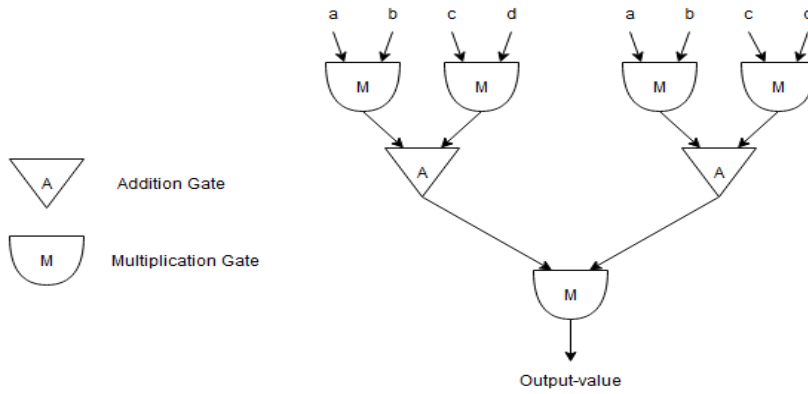 a b c d a b c d
M M M M
A A
A Addition Gate
M Multiplication Gate
M
Output-value